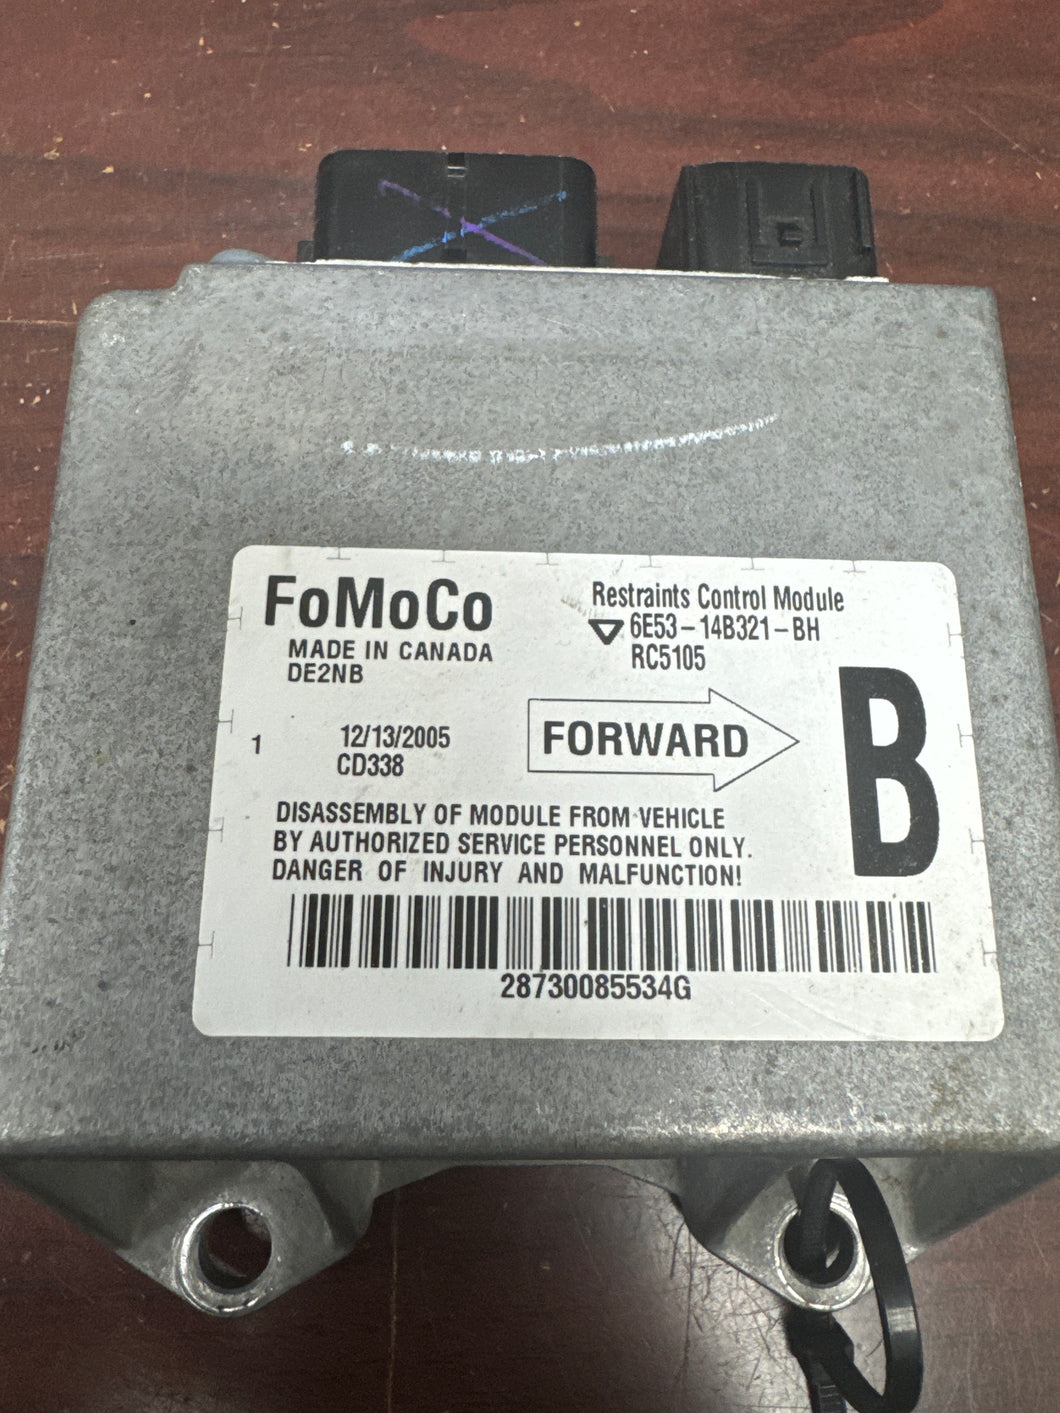 FoMoCo
MADE IN CANADA
DE2NB
Restraints Control Module
6E53-14B321-BH
RC5105
1
12/13/2005
CD338
FORWARD
B
DISASSEMBLY OF MODULE FROM VEHICLE
BY AUTHORIZED SERVICE PERSONNEL ONLY.
DANGER OF INJURY AND MALFUNCTION!
28730085534G